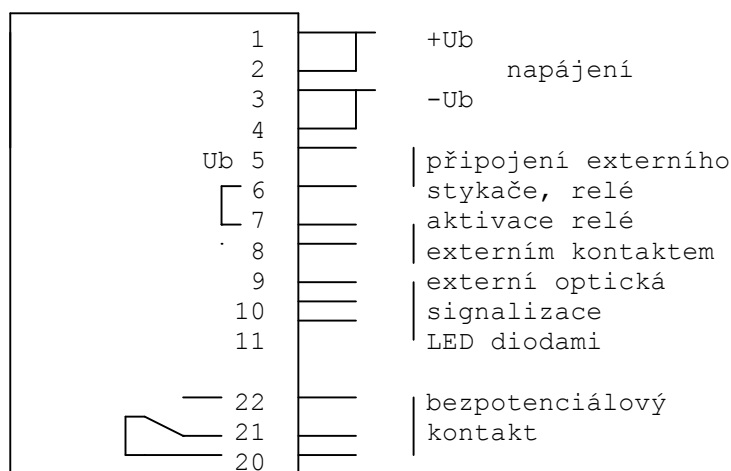 1 +Ub
2 napájení
3 -Ub
4
Ub 5 připojení externího
6 stykače, relé
7 aktivace relé
8 externím kontaktem
9 externí optická
10 signalizace
11 LED diodami
22 bezpotenciálový
21 kontakt
20